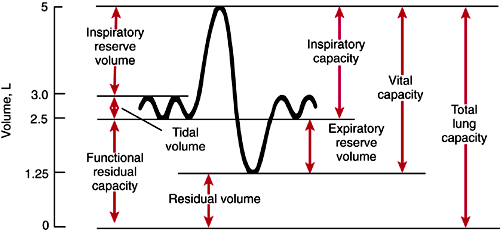 Volume, L
5
3.0
2.5
1.25
0
Inspiratory
reserve
volume
Tidal
volume
Functional
residual
capacity
Residual volume
Inspiratory
capacity
Expiratory
reserve
volume
Vital
capacity
Total
lung
capacity